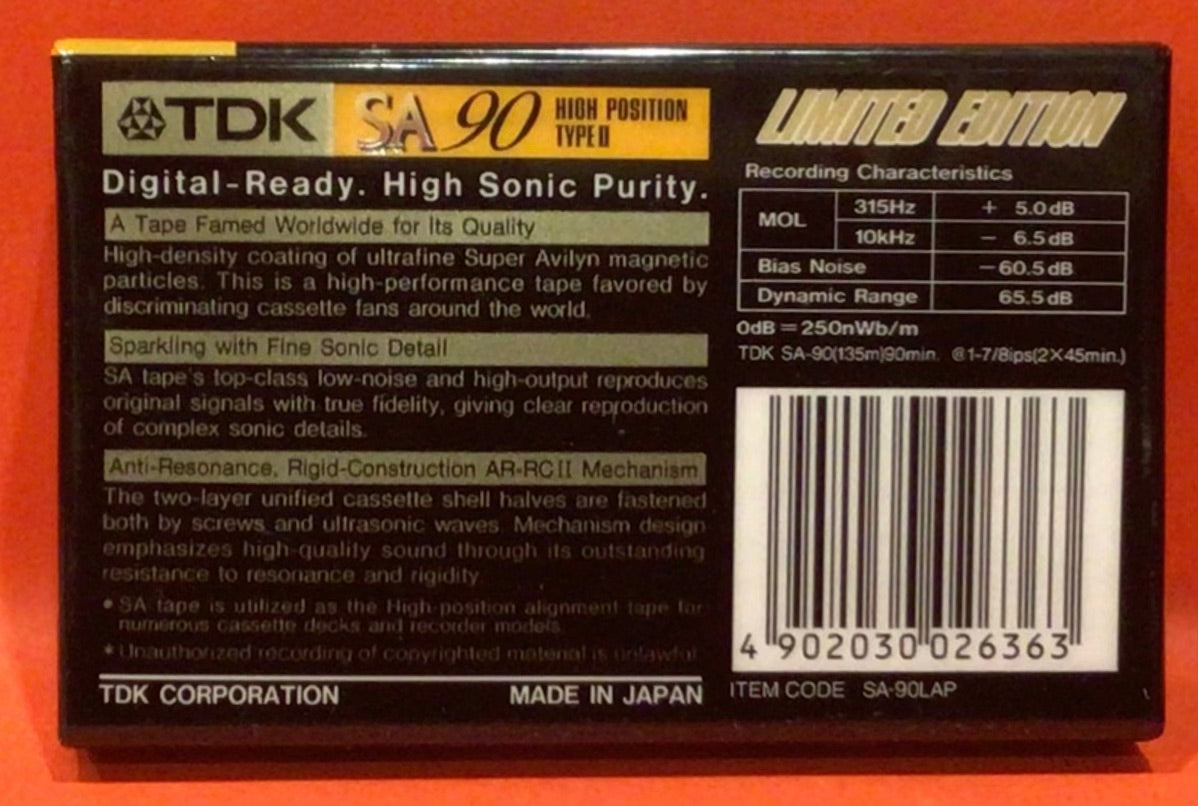 TDK SA 90 HIGH POSITION TYPE II
Digital-Ready. High Sonic Purity.
A Tape Famed Worldwide for Its Quality
High-density coating of ultrafine Super Avilyn magnetic
particles. This is a high-performance tape favored by
discriminating cassette fans around the world.
Sparkling with Fine Sonic Detail
SA tape's top-class low-noise and high-output reproduces
original signals with true fidelity, giving clear reproduction
of complex sonic details.
Anti-Resonance, Rigid-Construction AR-RCII Mechanism
The two-layer unified cassette shell halves are fastened
both by screws and ultrasonic waves. Mechanism design
emphasizes high-quality sound through its outstanding
resistance to resonance and rigidity
• SA tape is utilized as the High-position alignment tape for
numerous cassette decks and recorder models.
* Unauthorized recording of copyrighted material is unlawful.
TDK CORPORATION MADE IN JAPAN
LIMITED EDITION
Recording Characteristics
MOL 315Hz + 5.0dB
10kHz − 6.5dB
Bias Noise −60.5dB
Dynamic Range 65.5dB
0dB=250nWb/m
TDK SA-90(135m)90min. @1-7/8ips(2×45min.)
4 902030 026363
ITEM CODE SA-90LAP